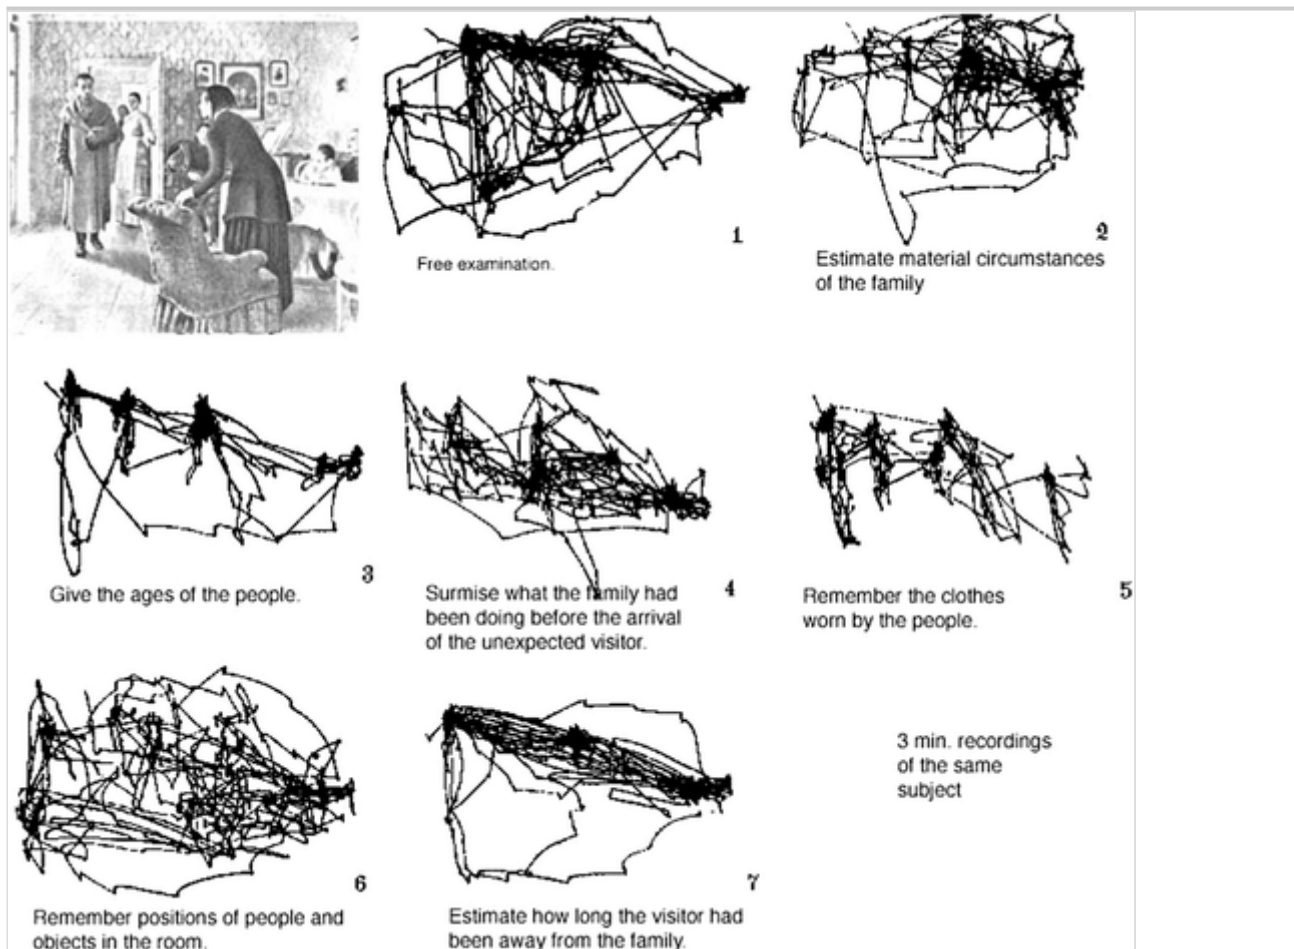 1
Free examination.
2
Estimate material circumstances
of the family
3
Give the ages of the people.
4
Surmise what the family had
been doing before the arrival
of the unexpected visitor.
5
Remember the clothes
worn by the people.
6
Remember positions of people and
objects in the room.
7
Estimate how long the visitor had
been away from the family.
3 min. recordings
of the same
subject